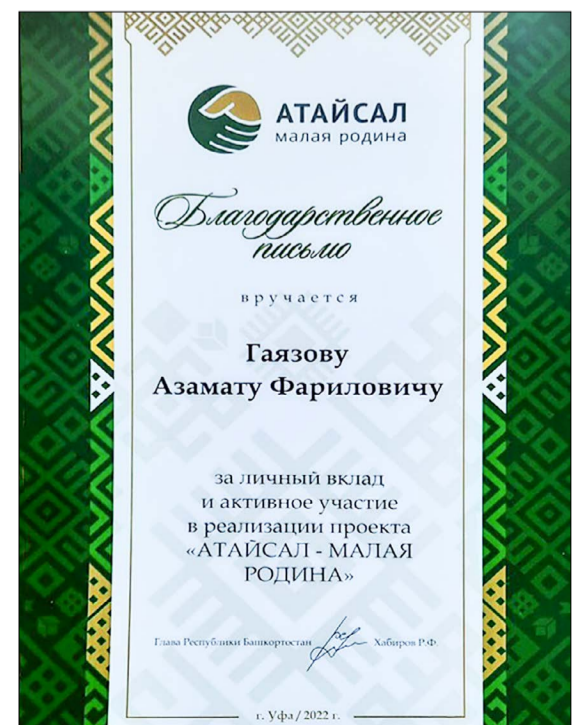 АТАЙСАЛ
малая родина
Благодарственное
письмо
вручается
Гаязову
Азамату Фариловичу
за личный вклад
и активное участие
в реализации проекта
«АТАЙСАЛ - МАЛАЯ
РОДИНА»
Глава Республики Башкортостан Хабиров Р.Ф.
г. Уфа / 2022 г.